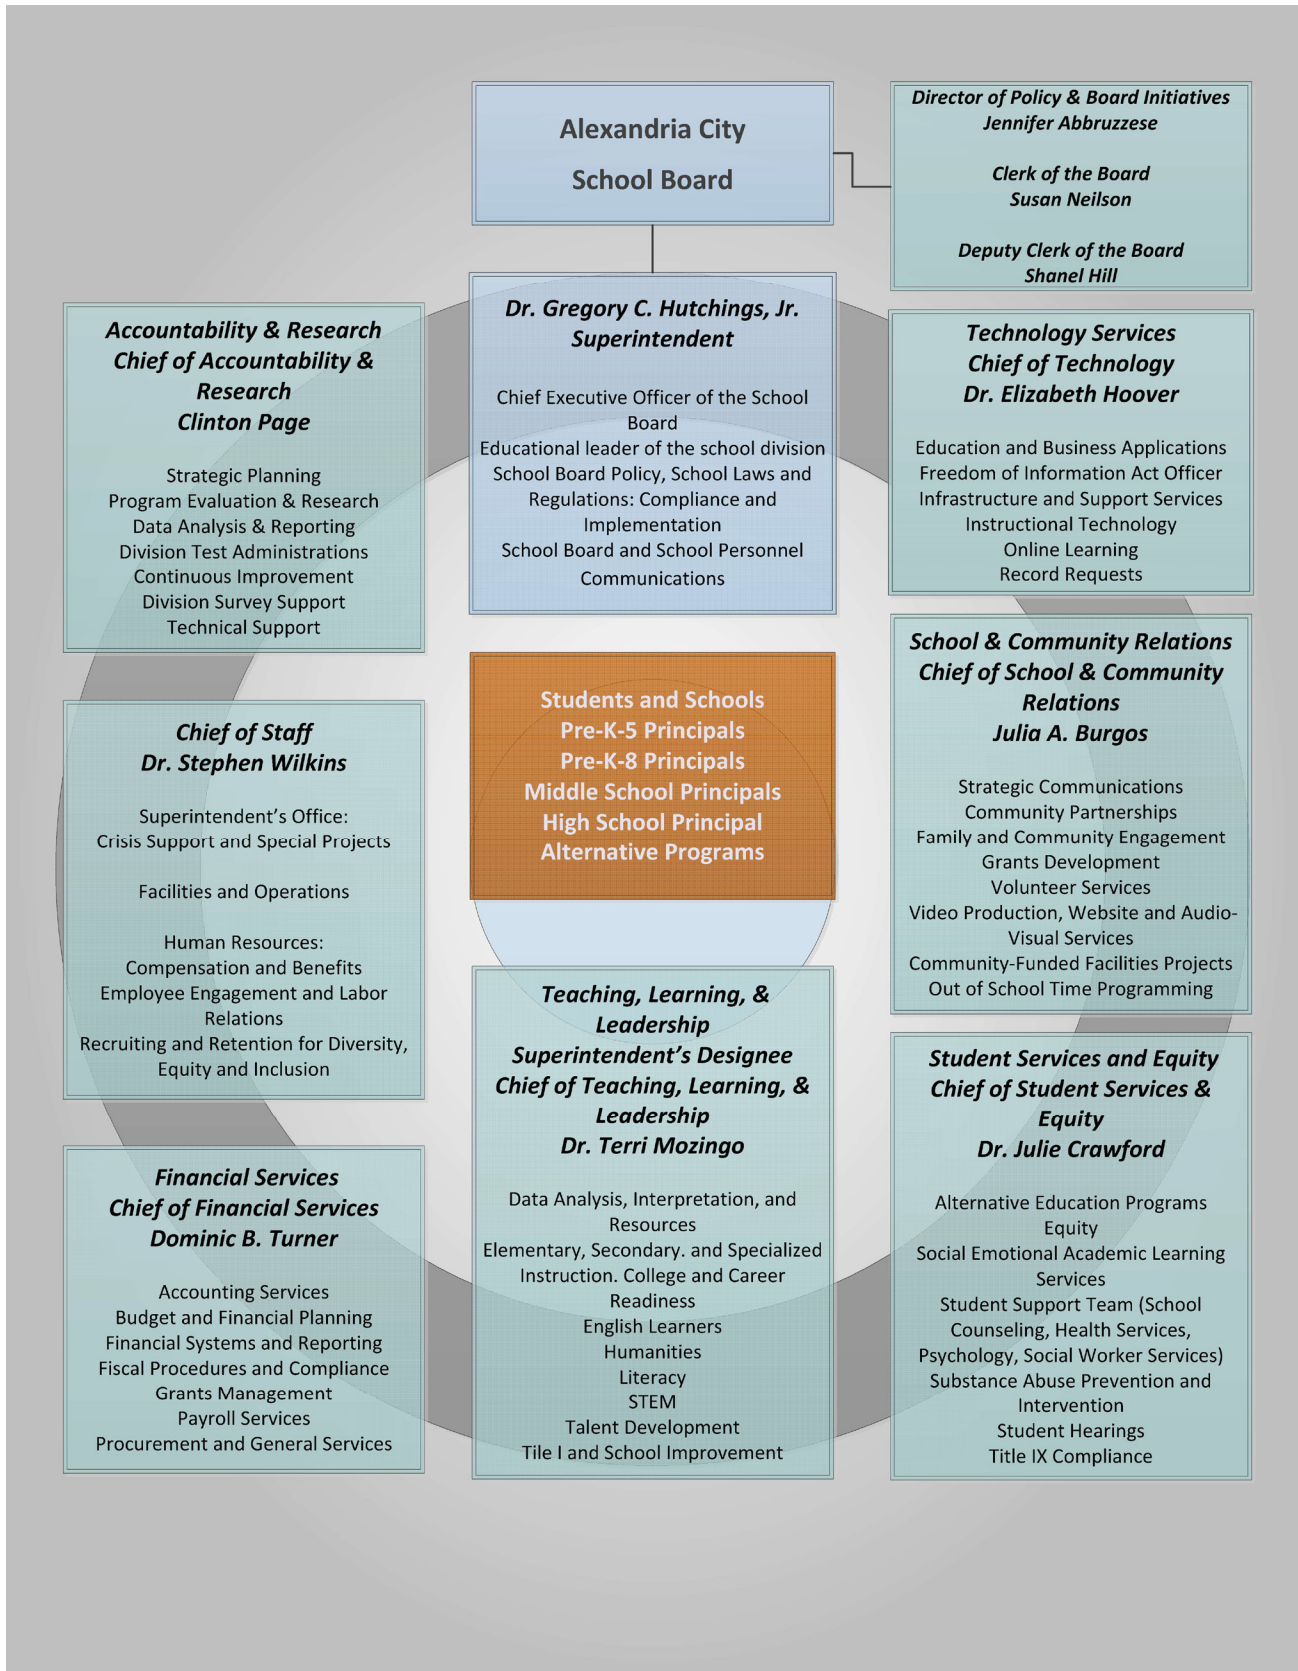 Alexandria City
School Board
Director of Policy & Board Initiatives
Jennifer Abbruzzese
Clerk of the Board
Susan Neilson
Deputy Clerk of the Board
Shanel Hill
Dr. Gregory C. Hutchings, Jr.
Superintendent
Chief Executive Officer of the School
Board
Educational leader of the school division
School Board Policy, School Laws and
Regulations: Compliance and
Implementation
School Board and School Personnel
Communications
Accountability & Research
Chief of Accountability &
Research
Clinton Page
Strategic Planning
Program Evaluation & Research
Data Analysis & Reporting
Division Test Administrations
Continuous Improvement
Division Survey Support
Technical Support
Technology Services
Chief of Technology
Dr. Elizabeth Hoover
Education and Business Applications
Freedom of Information Act Officer
Infrastructure and Support Services
Instructional Technology
Online Learning
Record Requests
Students and Schools
Pre-K-5 Principals
Pre-K-8 Principals
Middle School Principals
High School Principal
Alternative Programs
School & Community Relations
Chief of School & Community
Relations
Julia A. Burgos
Strategic Communications
Community Partnerships
Family and Community Engagement
Grants Development
Volunteer Services
Video Production, Website and Audio-
Visual Services
Community-Funded Facilities Projects
Out of School Time Programming
Chief of Staff
Dr. Stephen Wilkins
Superintendent’s Office:
Crisis Support and Special Projects
Facilities and Operations
Human Resources:
Compensation and Benefits
Employee Engagement and Labor
Relations
Recruiting and Retention for Diversity,
Equity and Inclusion
Teaching, Learning, &
Leadership
Superintendent’s Designee
Chief of Teaching, Learning, &
Leadership
Dr. Terri Mozingo
Data Analysis, Interpretation, and
Resources
Elementary, Secondary. and Specialized
Instruction. College and Career
Readiness
English Learners
Humanities
Literacy
STEM
Talent Development
Tile I and School Improvement
Student Services and Equity
Chief of Student Services &
Equity
Dr. Julie Crawford
Alternative Education Programs
Equity
Social Emotional Academic Learning
Services
Student Support Team (School
Counseling, Health Services,
Psychology, Social Worker Services)
Substance Abuse Prevention and
Intervention
Student Hearings
Title IX Compliance
Financial Services
Chief of Financial Services
Dominic B. Turner
Accounting Services
Budget and Financial Planning
Financial Systems and Reporting
Fiscal Procedures and Compliance
Grants Management
Payroll Services
Procurement and General Services